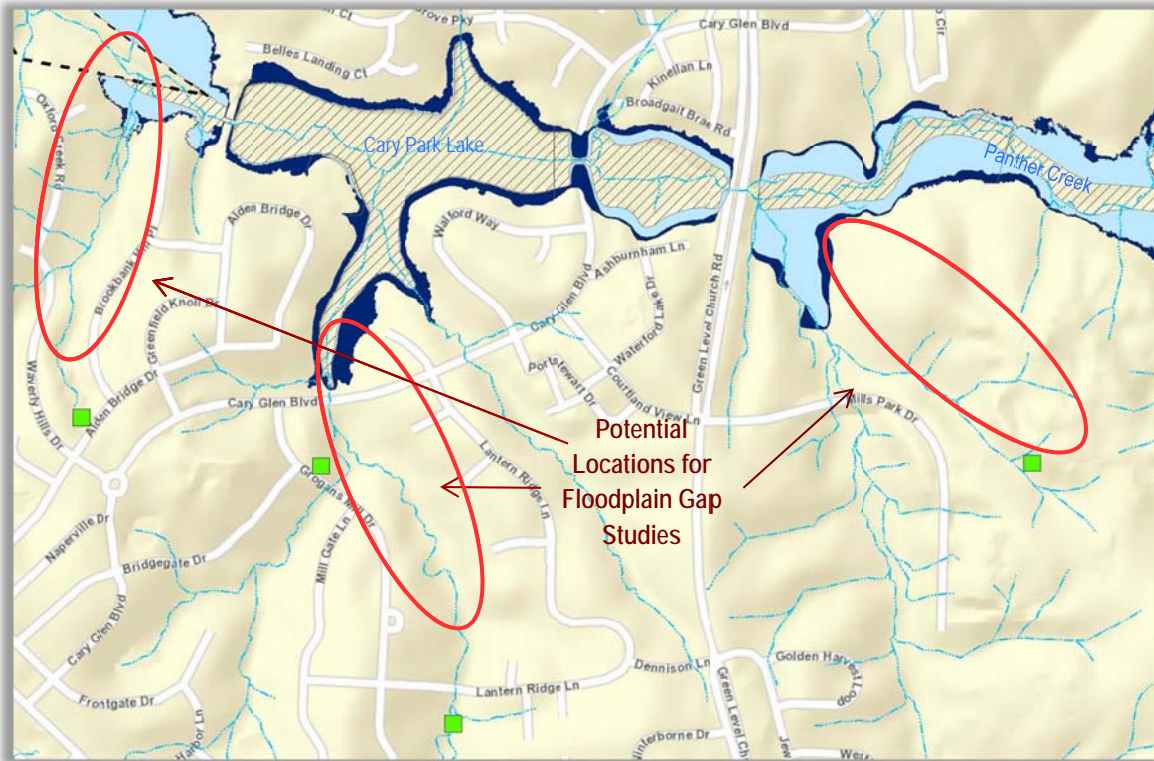 Grove Pky
Cary Glen Blvd
Belles Landing Ct
Kinellan Ln
Broadgait Brae Rd
Oxford Creek Rd
Cary Park Lake
Panther Creek
Alden Bridge Dr
Walford Way
Ashburnham Ln
Brookbank Hill Pl
Greenfield Knoll Dr
Cary Glen Blvd
Waterford Lake Dr
Green Level Church Rd
Waverly Hills Dr
Alden Bridge Dr
Portstewart Dr
Courtland View Ln
Cary Glen Blvd
Mills Park Dr
Potential
Locations for
Floodplain Gap
Studies
Lantern Ridge Ln
Grogans Mill Dr
Naperville Dr
Bridgegate Dr
Mill Gate Ln
Cary Glen Blvd
Dennison Ln
Golden Harvest Loop
Lantern Ridge Ln
Frostgate Dr
Harbor Ln
Green Level Ch
interborne Dr
Jew
Wes